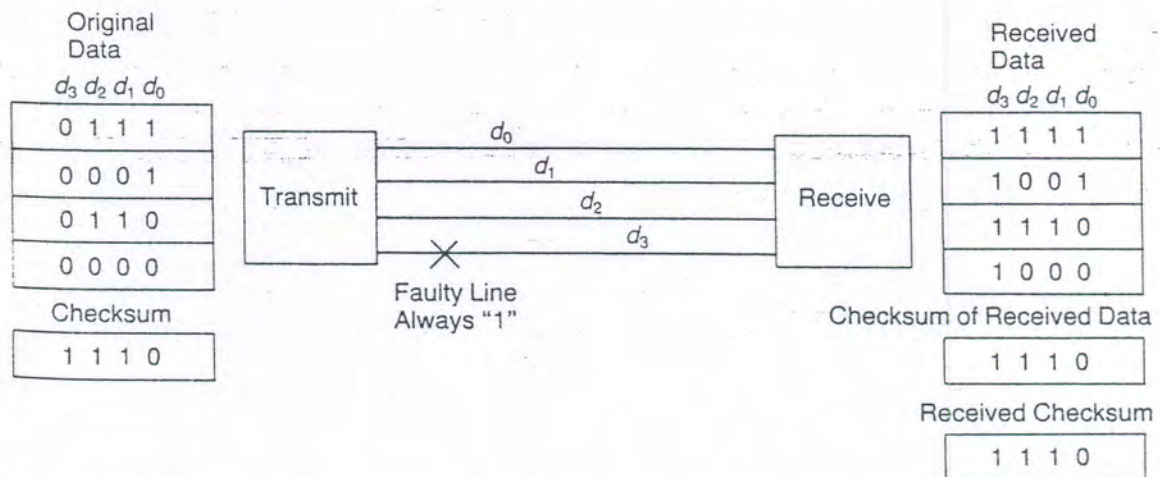 Original
Data
d3 d2 d1 d0
0 1 1 1
0 0 0 1
0 1 1 0
0 0 0 0
Checksum
1 1 1 0
Transmit
d0
d1
d2
d3
Faulty Line
Always “1”
Receive
Received
Data
d3 d2 d1 d0
1 1 1 1
1 0 0 1
1 1 1 0
1 0 0 0
Checksum of Received Data
1 1 1 0
Received Checksum
1 1 1 0